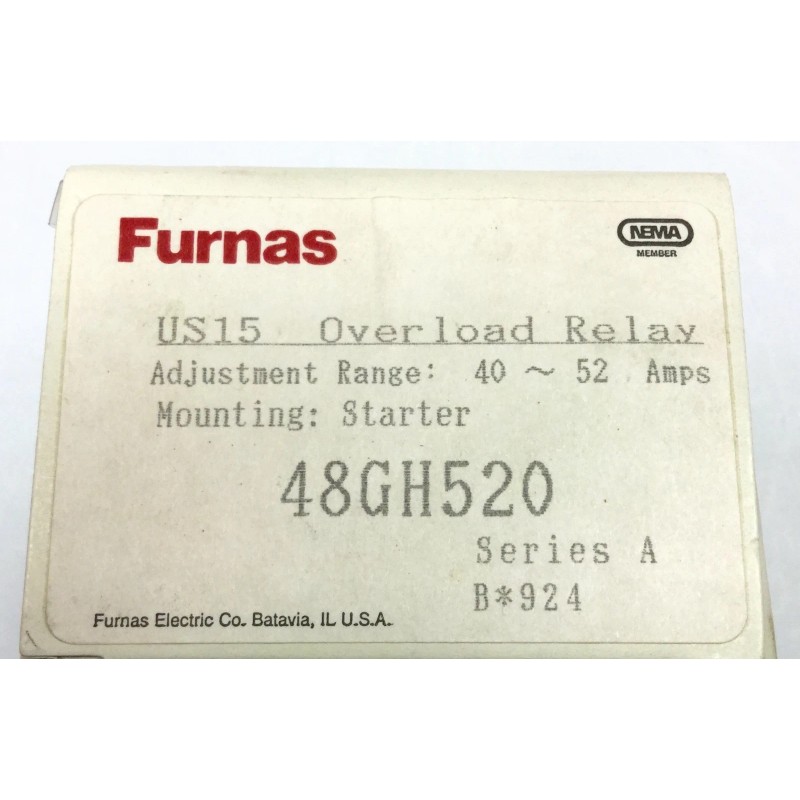 Furnas
NEMA
MEMBER
US15 Overload Relay
Adjustment Range: 40 ~ 52 Amps
Mounting: Starter
48GH520
Series A
B*924
Furnas Electric Co. Batavia, IL U.S.A.